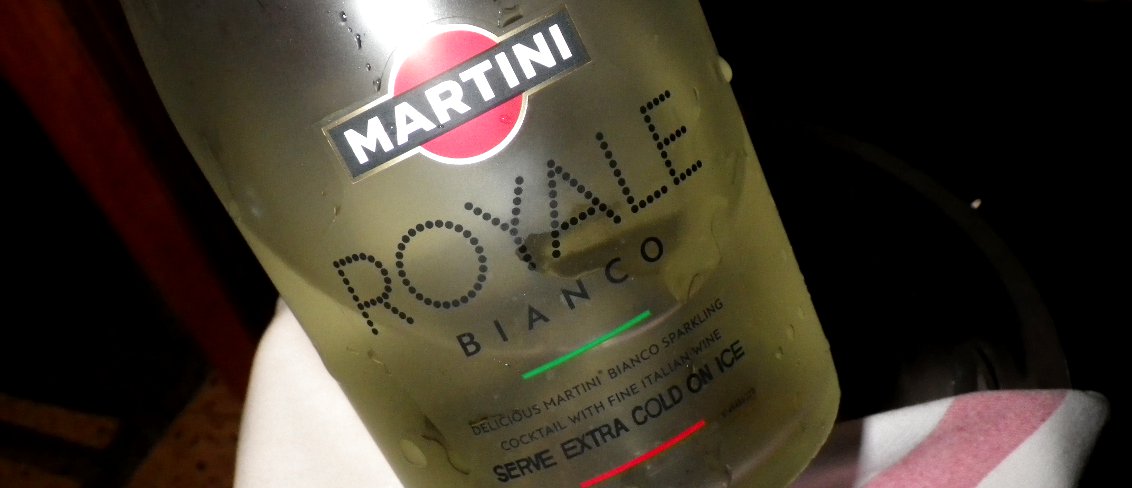 MARTINI
ROYALE
BIANCO
DELICIOUS MARTINI® BIANCO SPARKLING
COCKTAIL WITH FINE ITALIAN WINE
SERVE EXTRA COLD ON ICE